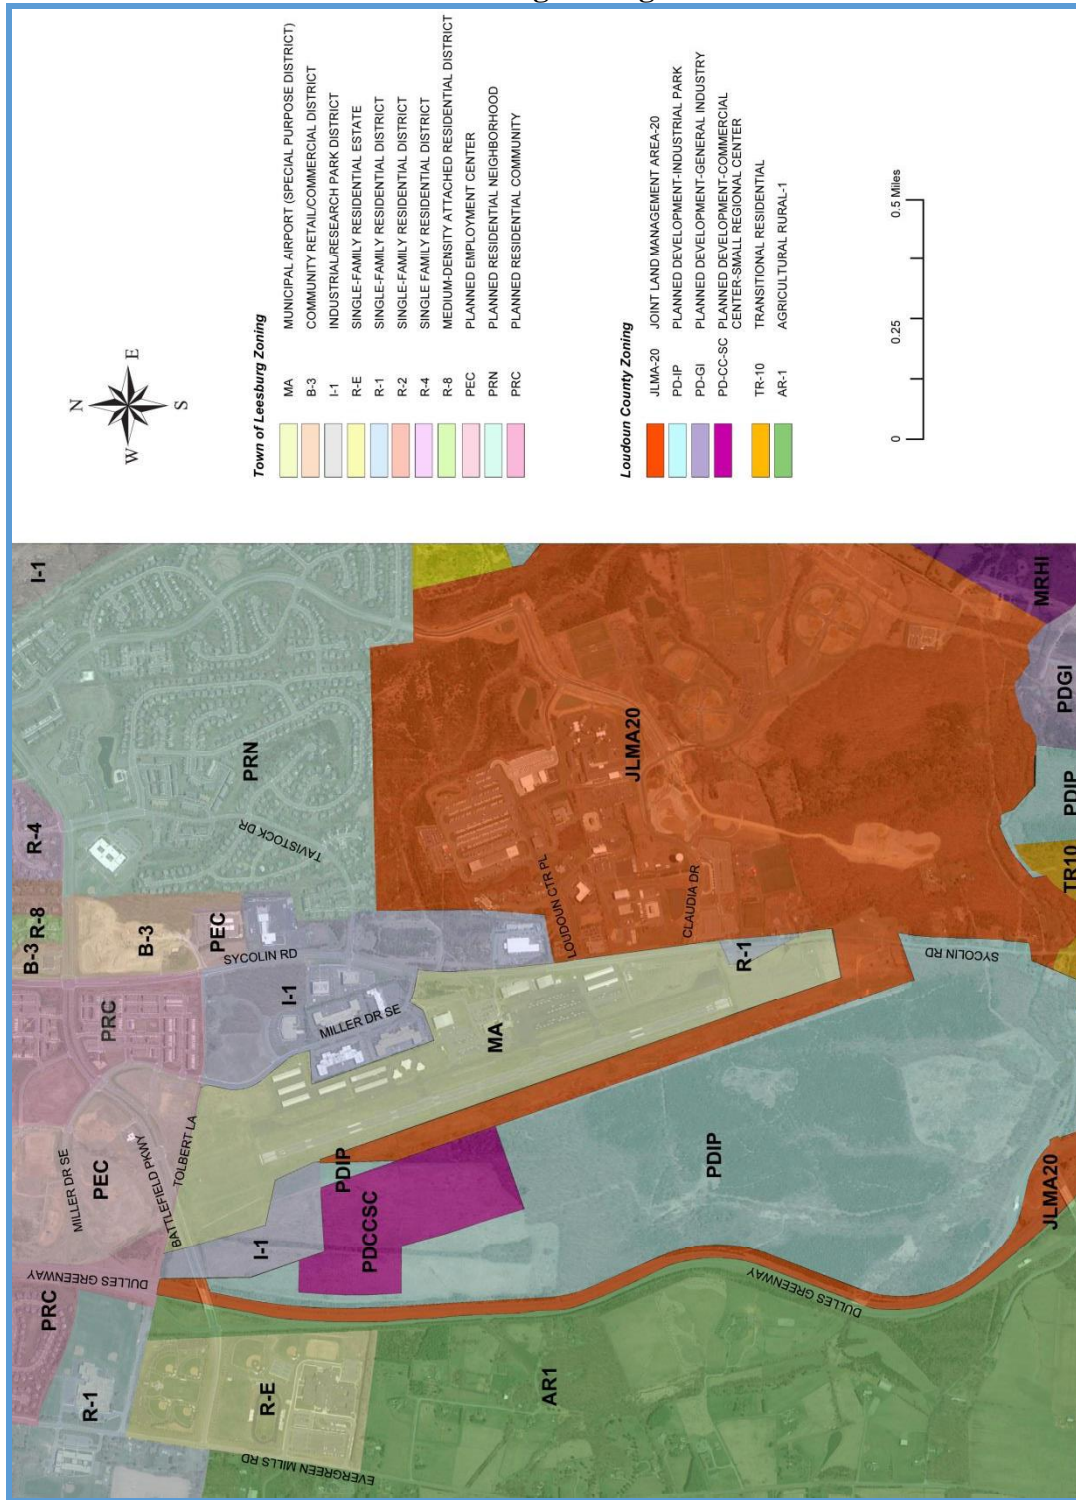 N
W
E
S
Town of Leesburg Zoning
MA MUNICIPAL AIRPORT (SPECIAL PURPOSE DISTRICT)
B-3 COMMUNITY RETAIL/COMMERCIAL DISTRICT
I-1 INDUSTRIAL/RESEARCH PARK DISTRICT
R-E SINGLE-FAMILY RESIDENTIAL ESTATE
R-1 SINGLE-FAMILY RESIDENTIAL DISTRICT
R-2 SINGLE-FAMILY RESIDENTIAL DISTRICT
R-4 SINGLE FAMILY RESIDENTIAL DISTRICT
R-8 MEDIUM-DENSITY ATTACHED RESIDENTIAL DISTRICT
PEC PLANNED EMPLOYMENT CENTER
PRN PLANNED RESIDENTIAL NEIGHBORHOOD
PRC PLANNED RESIDENTIAL COMMUNITY
Loudoun County Zoning
JLMA-20 JOINT LAND MANAGEMENT AREA-20
PD-IP PLANNED DEVELOPMENT-INDUSTRIAL PARK
PD-GI PLANNED DEVELOPMENT-GENERAL INDUSTRY
PD-CC-SC PLANNED DEVELOPMENT-COMMERCIAL
CENTER-SMALL REGIONAL CENTER
TR-10 TRANSITIONAL RESIDENTIAL
AR-1 AGRICULTURAL RURAL-1
0 0.25 0.5 Miles
I-1
R-4
R-8
B-3
PRN
TAVISTOCK DR
B-3
PEC
SYCOLIN RD
PRC
I-1
MILLER DR SE
MA
MILLER DR SE
PEC
BATTLEFIELD PKWY
TOLBERT LA
DULLES GREENWAY
PRC
R-1
R-E
EVERGREEN MILLS RD
I-1
PDIP
PDCCSC
AR1
DULLES GREENWAY
PDIP
JLMA20
LOUDOUN CTR PL
CLAUDIA DR
R-1
JLMA20
SYCOLIN RD
TR10
PDIP
PDGI
MRHI